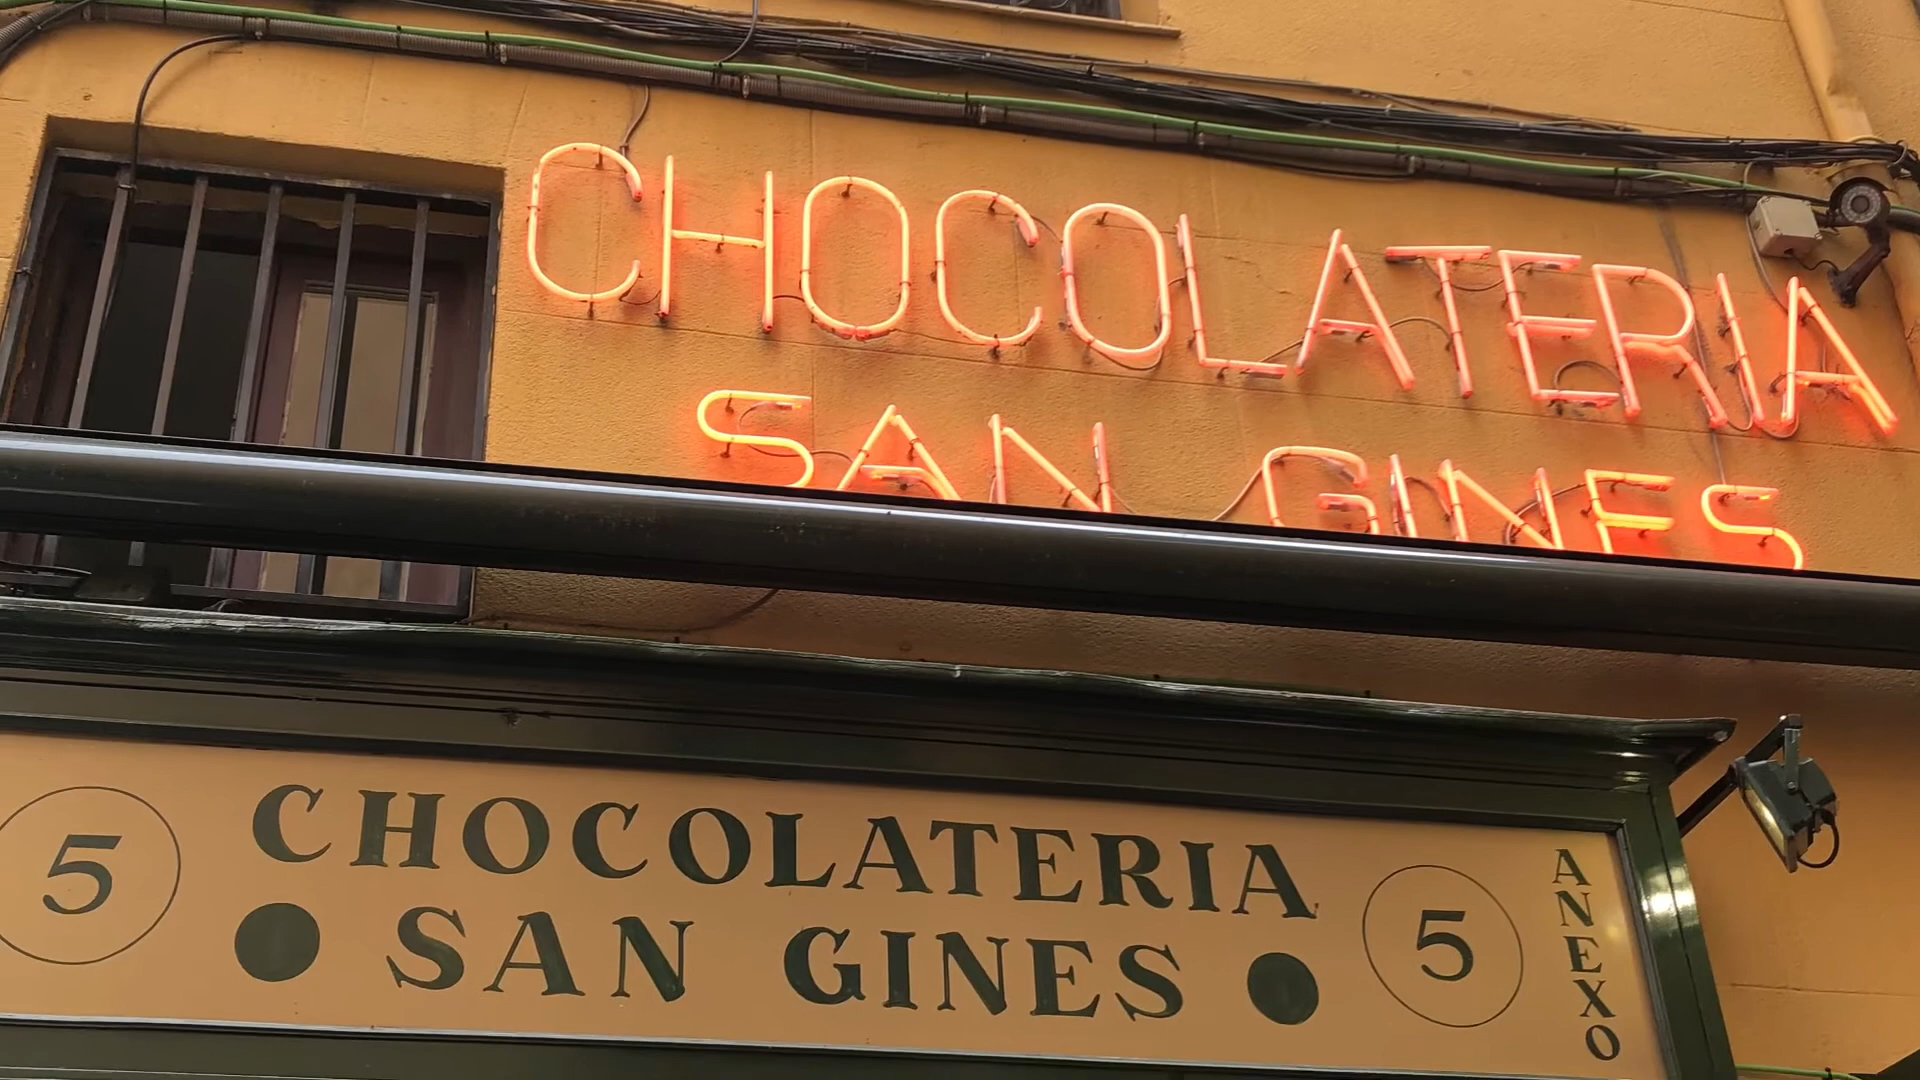 CHOCOLATERIA
SAN GINES
5 CHOCOLATERIA 5
SAN GINES
ANEXO